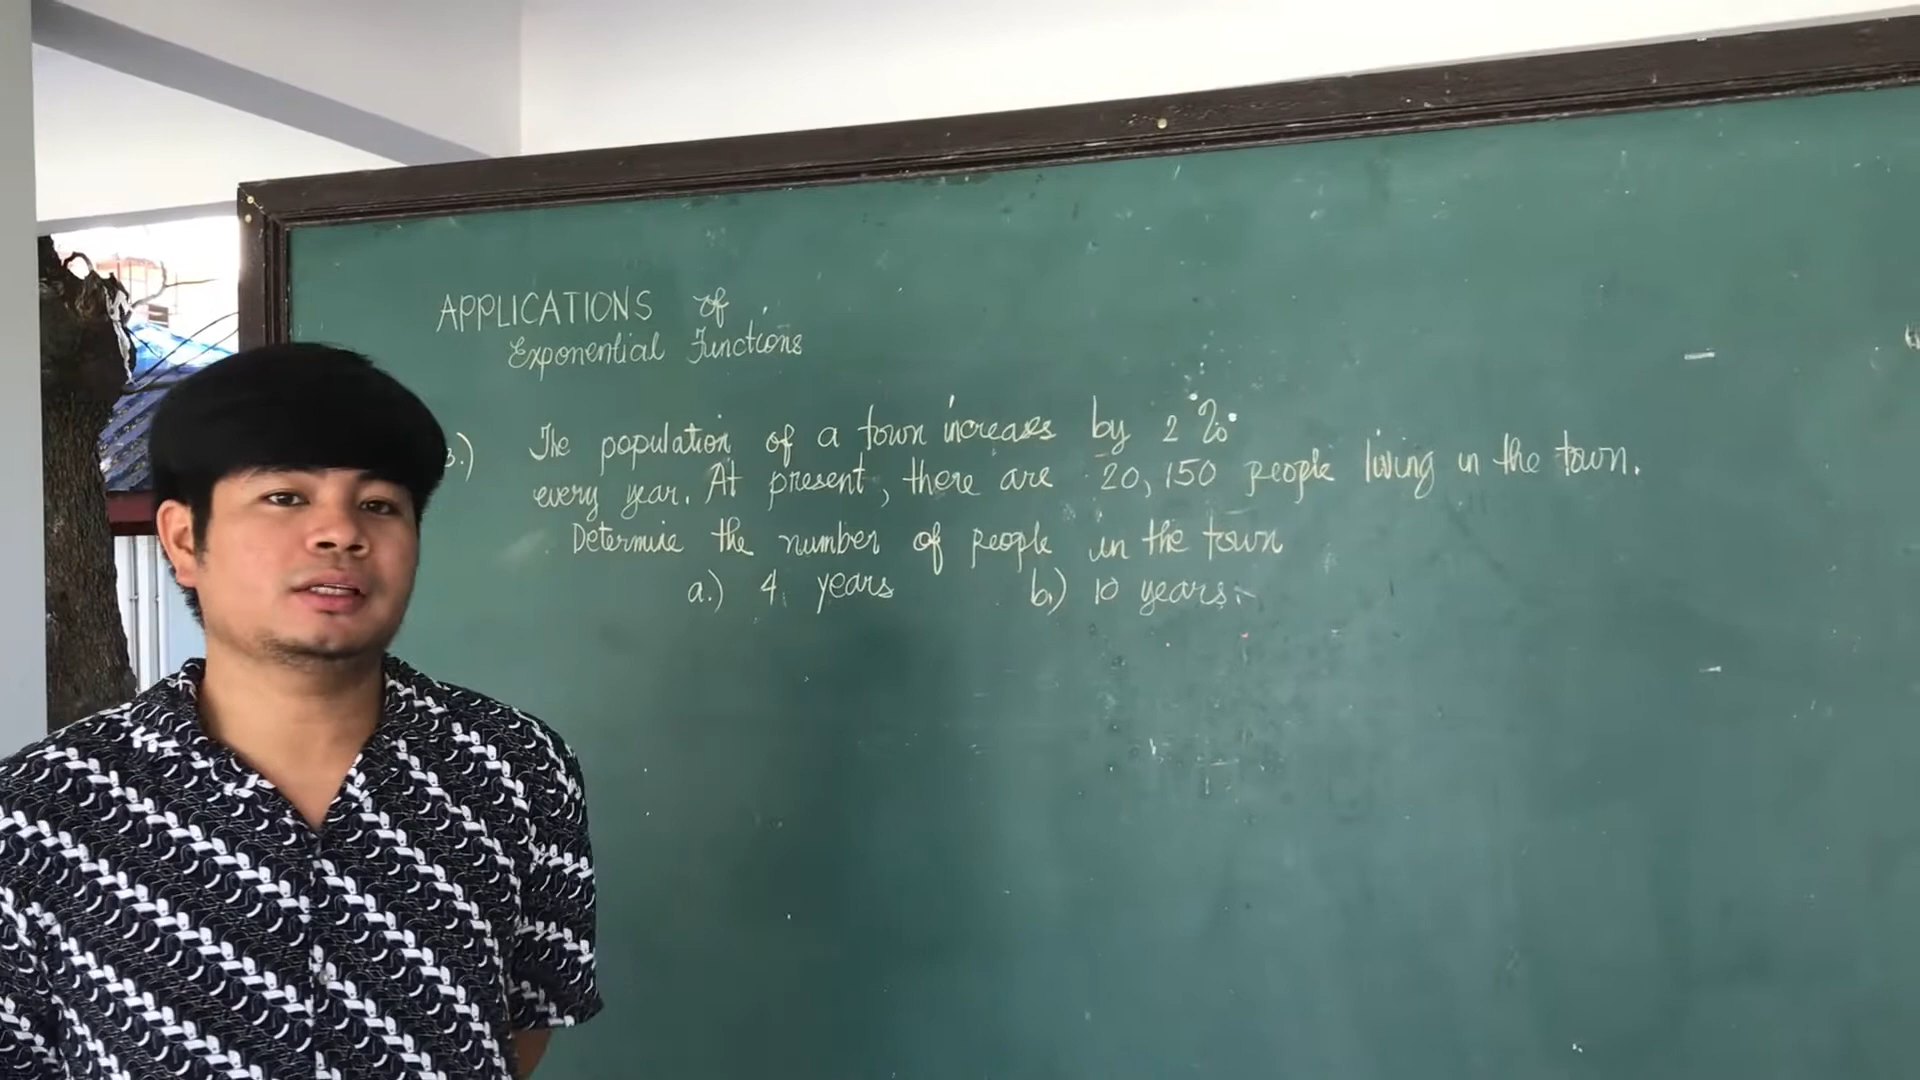 APPLICATIONS of
Exponential Functions
3.) The population of a town increases by 2%
every year. At present, there are 20,150 people living in the town.
Determine the number of people in the town
a.) 4 years b.) 10 years.